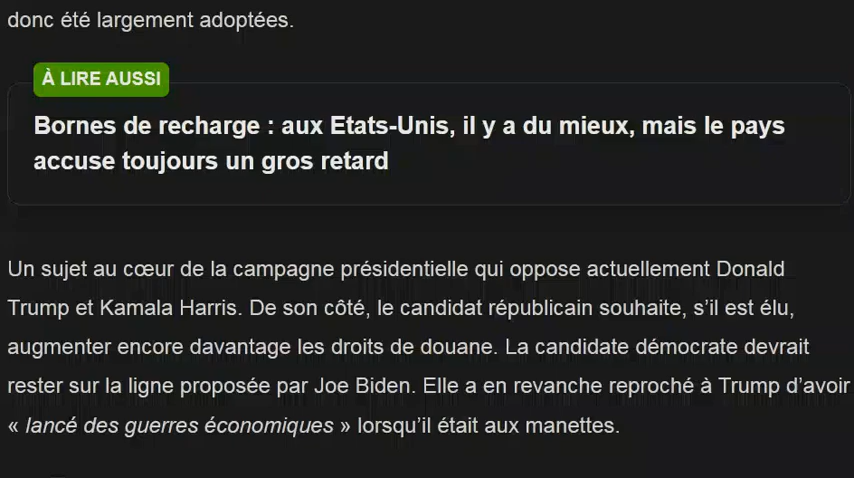 donc été largement adoptées.
À LIRE AUSSI
Bornes de recharge : aux Etats-Unis, il y a du mieux, mais le pays
accuse toujours un gros retard
Un sujet au cœur de la campagne présidentielle qui oppose actuellement Donald
Trump et Kamala Harris. De son côté, le candidat républicain souhaite, s’il est élu,
augmenter encore davantage les droits de douane. La candidate démocrate devrait
rester sur la ligne proposée par Joe Biden. Elle a en revanche reproché à Trump d’avoir
« lancé des guerres économiques » lorsqu’il était aux manettes.